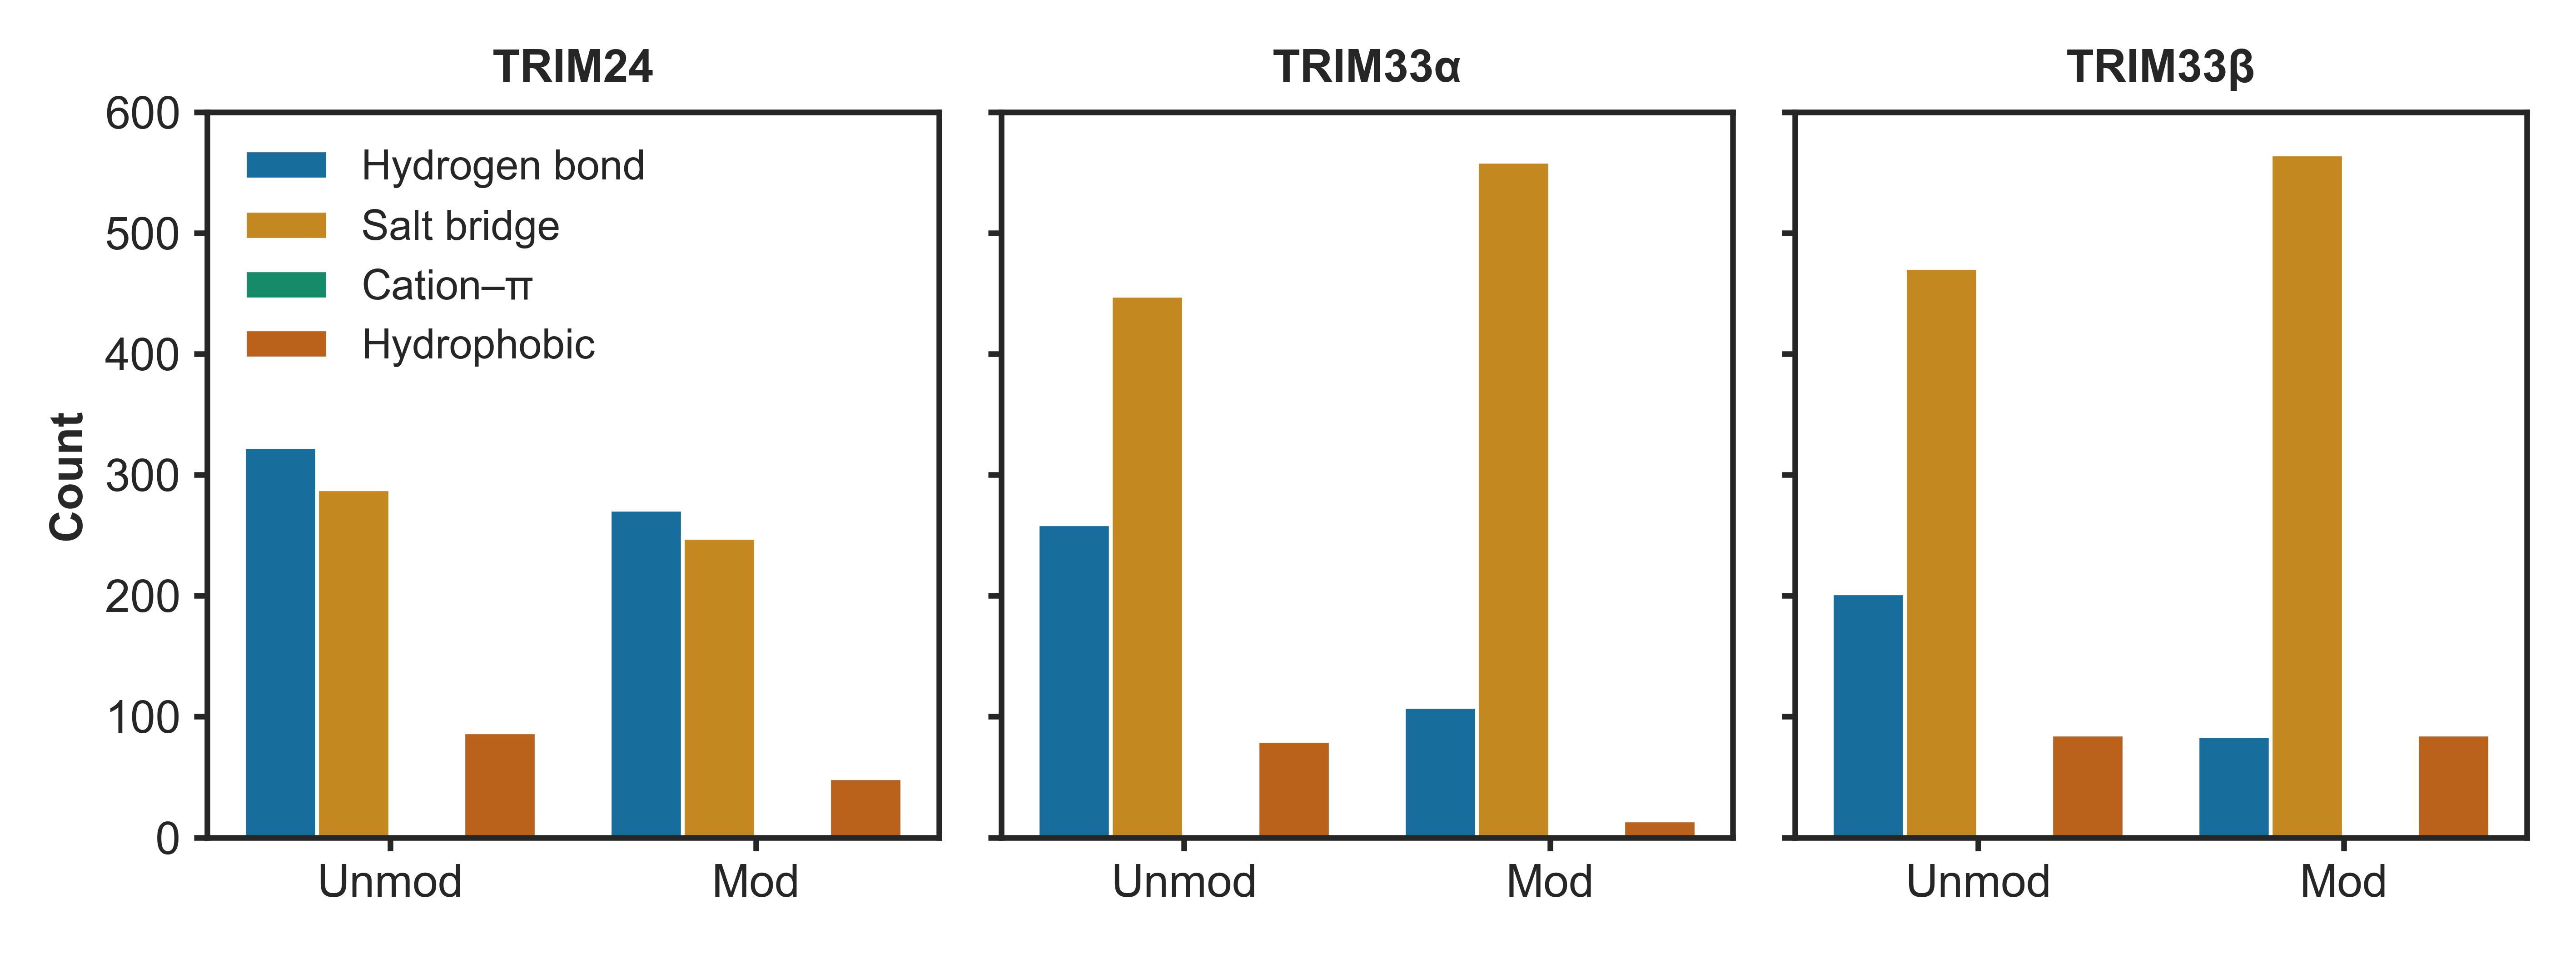 TRIM24
TRIM33α
TRIM33β
Count
600
500
400
300
200
100
0
Hydrogen bond
Salt bridge
Cation–π
Hydrophobic
Unmod
Mod
Unmod
Mod
Unmod
Mod